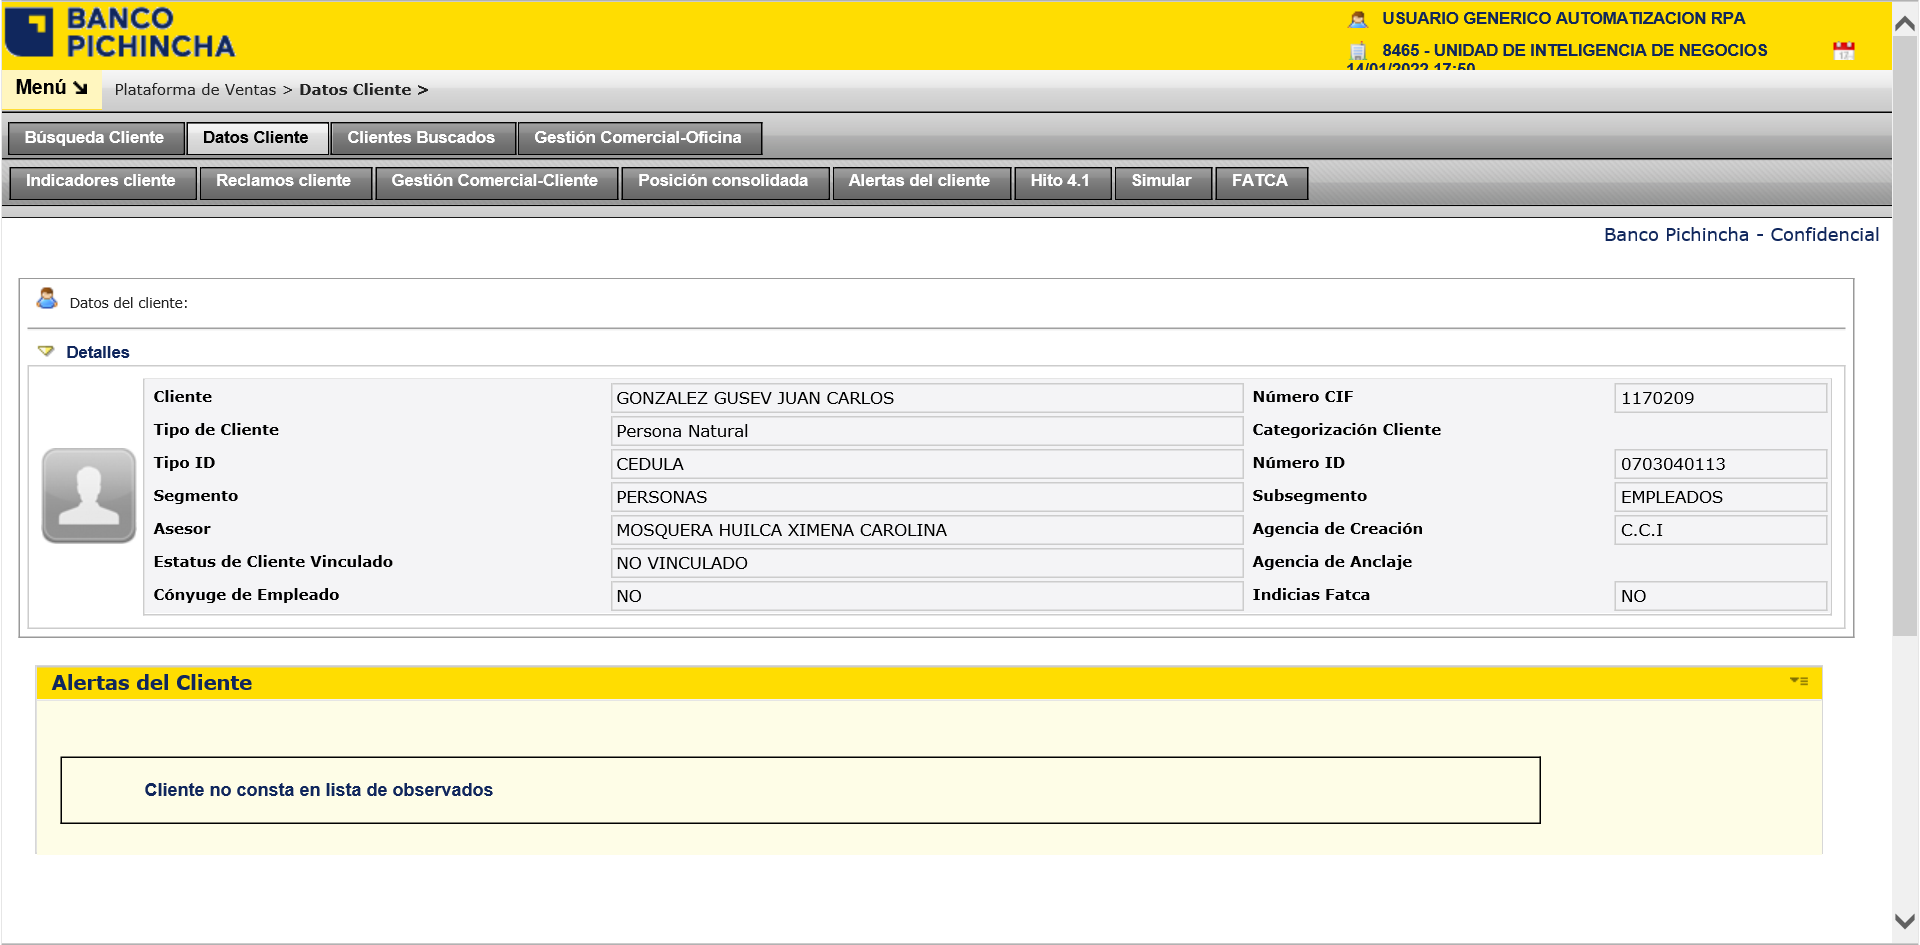 BANCO
PICHINCHA
USUARIO GENERICO AUTOMATIZACION RPA
8465 - UNIDAD DE INTELIGENCIA DE NEGOCIOS
14/01/2022 17:50
Menú
Plataforma de Ventas > Datos Cliente >
Búsqueda Cliente Datos Cliente Clientes Buscados Gestión Comercial-Oficina
Indicadores cliente Reclamos cliente Gestión Comercial-Cliente Posición consolidada Alertas del cliente Hito 4.1 Simular FATCA
Banco Pichincha - Confidencial
Datos del cliente:
Detalles
Cliente GONZALEZ GUSEV JUAN CARLOS Número CIF 1170209
Tipo de Cliente Persona Natural Categorización Cliente
Tipo ID CEDULA Número ID 0703040113
Segmento PERSONAS Subsegmento EMPLEADOS
Asesor MOSQUERA HUILCA XIMENA CAROLINA Agencia de Creación C.C.I
Estatus de Cliente Vinculado NO VINCULADO Agencia de Anclaje
Cónyuge de Empleado NO Indicias Fatca NO
Alertas del Cliente
Cliente no consta en lista de observados